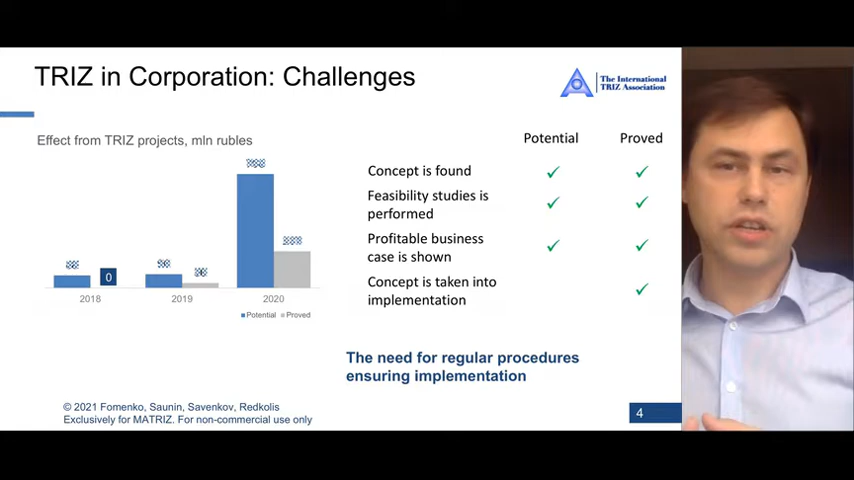 TRIZ in Corporation: Challenges
The International
TRIZ Association
Effect from TRIZ projects, mln rubles
Potential
Proved
Concept is found
Feasibility studies is
performed
Profitable business
case is shown
Concept is taken into
implementation
0
2018
2019
2020
Potential
Proved
The need for regular procedures
ensuring implementation
© 2021 Fomenko, Saunin, Savenkov, Redkolis
Exclusively for MATRIZ. For non-commercial use only
4